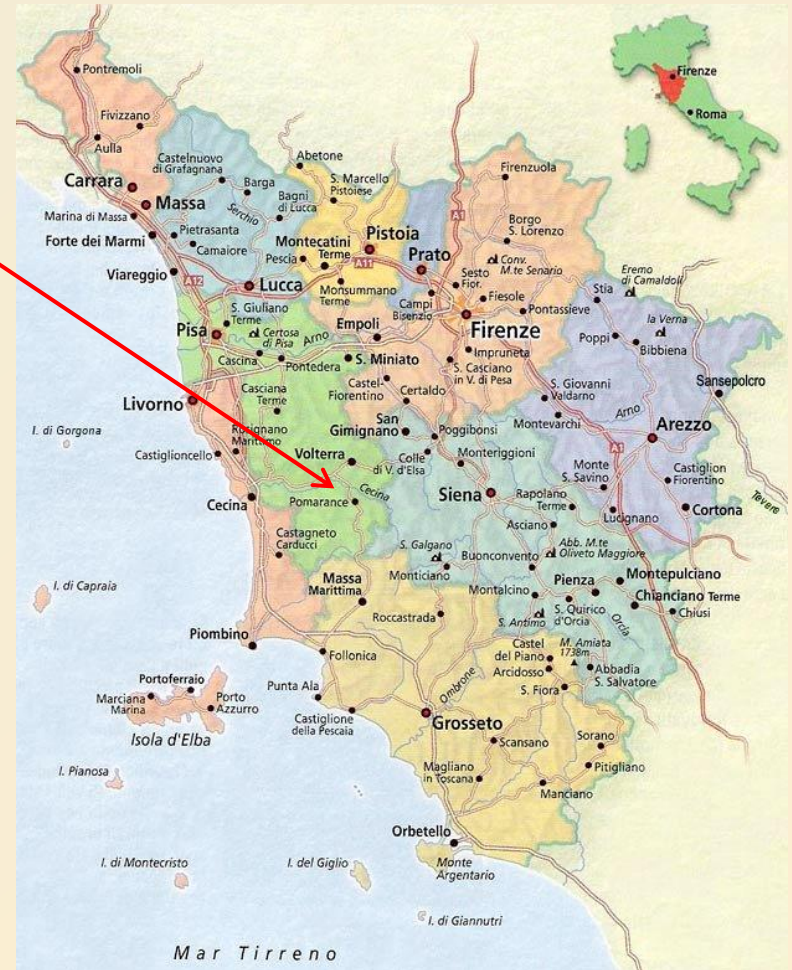 Pontremoli
Firenze
Roma
Fivizzano
Aulla
Castelnuovo
di Grafagnana
Abetone
Firenzuola
Carrara
Massa
Barga
S. Marcello
Pistoiese
Serchio
Bagni
di Lucca
Marina di Massa
Pietrasanta
Forte dei Marmi
Camaiore
Montecatini
Terme
Pescia
Pistoia
Prato
A1
Borgo
S. Lorenzo
Conv.
M.te Senario
Viareggio
A12
A11
Lucca
Monsummano
Terme
Sesto
Fior.
Fiesole
Campi
Bisenzio
Pontassieve
Stia
Eremo
di Camaldoli
S. Giuliano
Terme
Pisa
Certosa
di Pisa
Arno
Empoli
Firenze
Poppi
la Verna
Bibbiena
Cascina
Pontedera
S. Miniato
Impruneta
S. Casciano
in V. di Pesa
Casciana
Terme
Castel-
Fiorentino
Certaldo
S. Giovanni
Valdarno
Sansepolcro
Livorno
San
Gimignano
Poggibonsi
Montevarchi
Arno
Arezzo
I. di Gorgona
Rosignano
Marittimo
Castiglioncello
Volterra
Colle
di V. d'Elsa
Monteriggioni
A1
Monte
S. Savino
Castiglion
Fiorentino
Cecina
Pomarance
Cecina
Siena
Rapolano
Terme
Lucignano
Cortona
Tevere
Asciano
Castagneto
Carducci
S. Galgano
Monticiano
Buonconvento
Abb. M.te
Oliveto Maggiore
I. di Capraia
Massa
Marittima
Montalcino
Pienza
Montepulciano
Chianciano Terme
Chiusi
Roccastrada
S. Antimo
S. Quirico
d'Orcia
Orcia
Piombino
Follonica
Castel
del Piano
M. Amiata
1738m
Arcidosso
Abbadia
S. Salvatore
Portoferraio
Marciana
Marina
Porto
Azzurro
Punta Ala
Ombrone
S. Fiora
Isola d'Elba
Castiglione
della Pescaia
Grosseto
Scansano
Sorano
I. Pianosa
Magliano
in Toscana
Pitigliano
Manciano
Orbetello
I. di Montecristo
I. del Giglio
Monte
Argentario
I. di Giannutri
Mar Tirreno